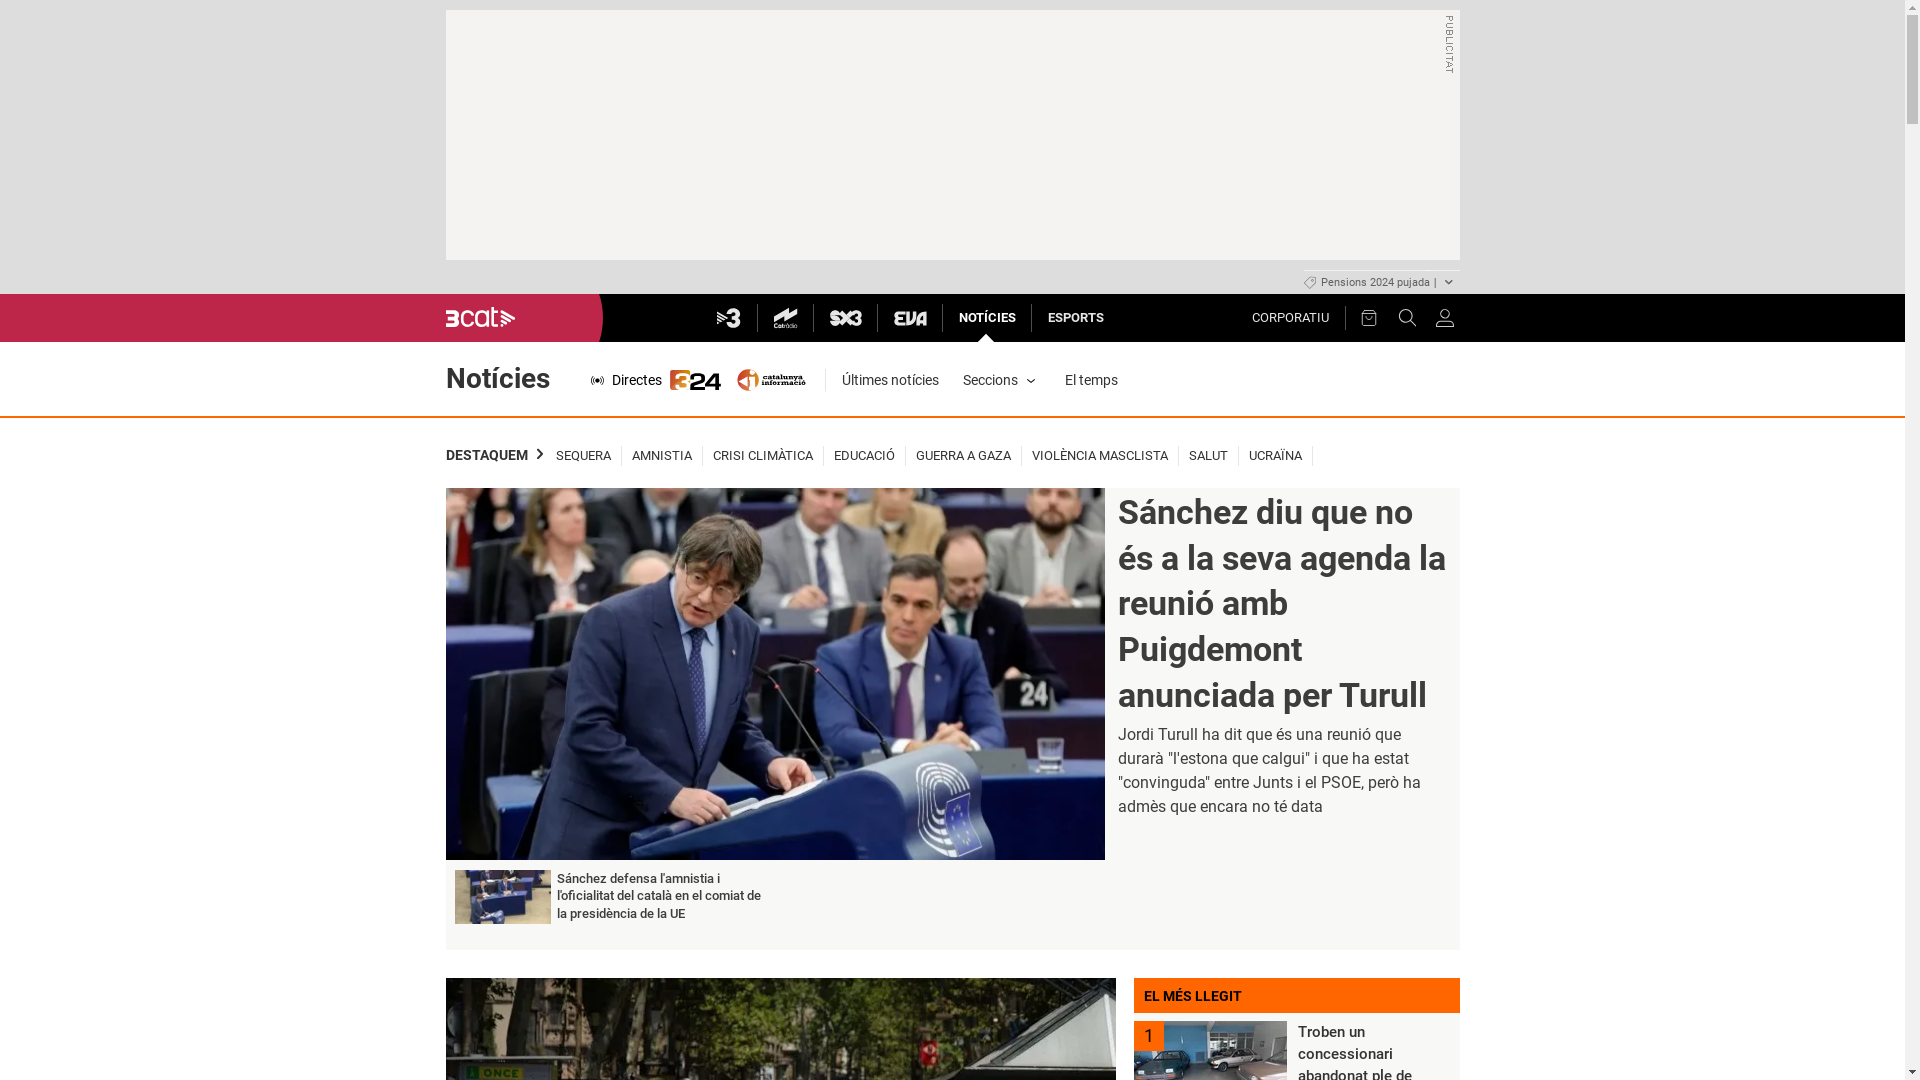 PUBLICITAT
Pensions 2024 pujada |
3cat
3
Catràdio
SX3
EVA
NOTÍCIES
ESPORTS
CORPORATIU
Notícies
Directes
324
catalunya
informació
Últimes notícies
Seccions
El temps
DESTAQUEM
SEQUERA
AMNISTIA
CRISI CLIMÀTICA
EDUCACIÓ
GUERRA A GAZA
VIOLÈNCIA MASCLISTA
SALUT
UCRAÏNA
24
Sánchez diu que no
és a la seva agenda la
reunió amb
Puigdemont
anunciada per Turull
Jordi Turull ha dit que és una reunió que
durarà "l'estona que calgui" i que ha estat
"convinguda" entre Junts i el PSOE, però ha
admès que encara no té data
Sánchez defensa l'amnistia i
l'oficialitat del català en el comiat de
la presidència de la UE
ONCE
EL MÉS LLEGIT
1
Troben un
concessionari
abandonat ple de